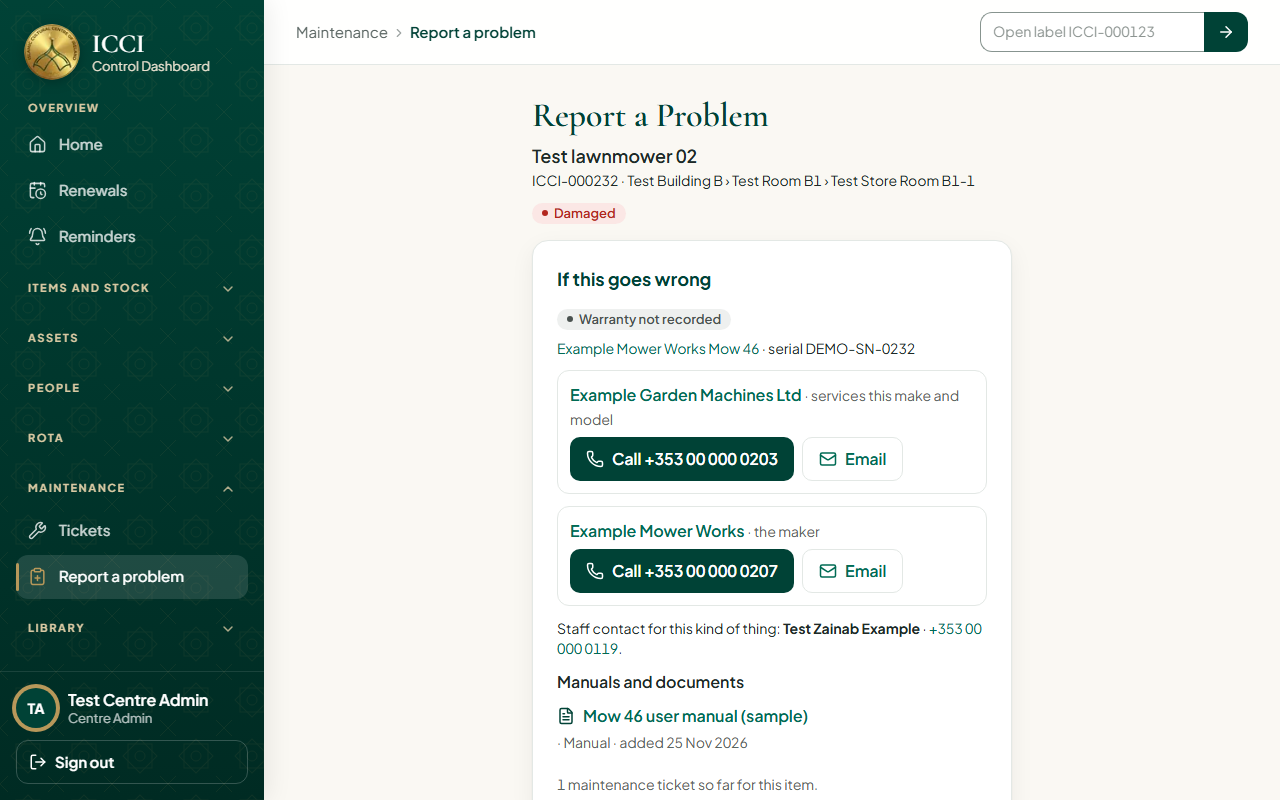 ICCI
Control Dashboard
OVERVIEW
Home
Renewals
Reminders
ITEMS AND STOCK
ASSETS
PEOPLE
ROTA
MAINTENANCE
Tickets
Report a problem
LIBRARY
TA
Test Centre Admin
Centre Admin
Sign out
Maintenance › Report a problem
Open label ICCI-000123
Report a Problem
Test lawnmower 02
ICCI-000232 · Test Building B › Test Room B1 › Test Store Room B1-1
Damaged
If this goes wrong
Warranty not recorded
Example Mower Works Mow 46 · serial DEMO-SN-0232
Example Garden Machines Ltd · services this make and
model
Call +353 00 000 0203
Email
Example Mower Works · the maker
Call +353 00 000 0207
Email
Staff contact for this kind of thing: Test Zainab Example · +353 00
000 0119.
Manuals and documents
Mow 46 user manual (sample)
· Manual · added 25 Nov 2026
1 maintenance ticket so far for this item.